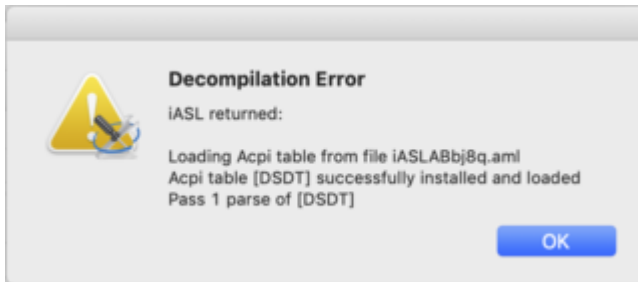 Decompilation Error
iASL returned:
Loading Acpi table from file iASLABbj8q.aml
Acpi table [DSDT] successfully installed and loaded
Pass 1 parse of [DSDT]
OK